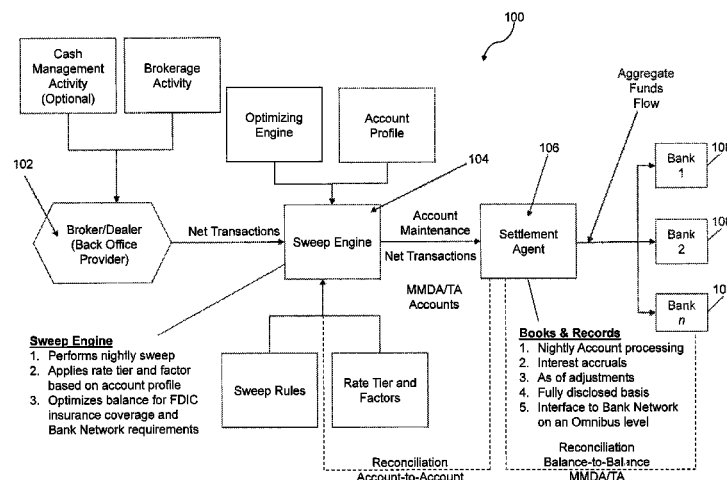 100
Cash
Management
Activity
(Optional)
Brokerage
Activity
Optimizing
Engine
Account
Profile
Aggregate
Funds
Flow
102
104
106
108
Bank
1
Broker/Dealer
(Back Office
Provider)
Net Transactions
Sweep Engine
Account
Maintenance
Net Transactions
Settlement
Agent
108
Bank
2
MMDA/TA
Accounts
10
Bank
n
Sweep Engine
1. Performs nightly sweep
2. Applies rate tier and factor
based on account profile
3. Optimizes balance for FDIC
insurance coverage and
Bank Network requirements
Sweep Rules
Rate Tier and
Factors
Books & Records
1. Nightly Account processing
2. Interest accruals
3. As of adjustments
4. Fully disclosed basis
5. Interface to Bank Network
on an Omnibus level
Reconciliation
Account-to-Account
Reconciliation
Balance-to-Balance
MMDA/TA